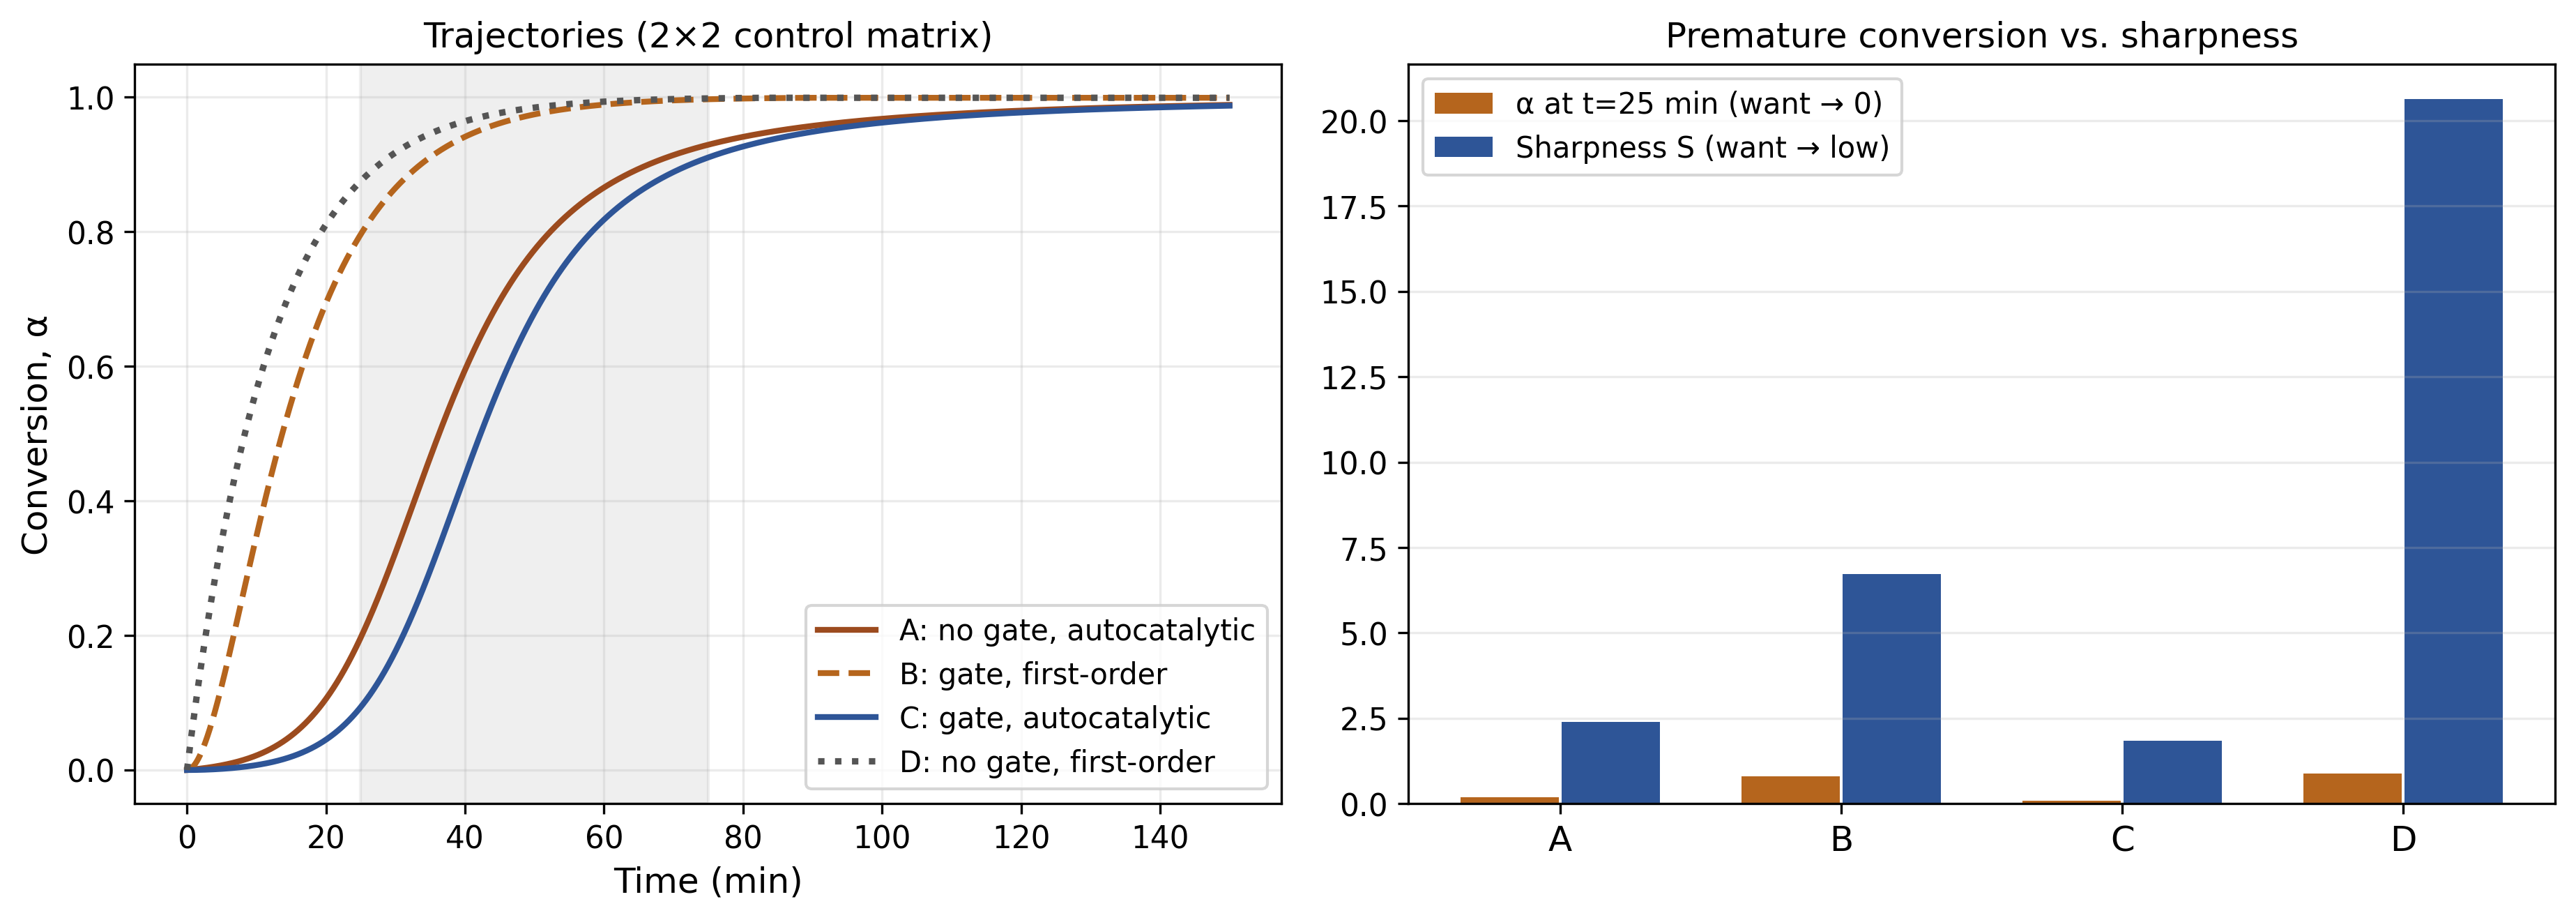 Trajectories (2×2 control matrix)
Conversion, α
1.0
0.8
0.6
0.4
0.2
0.0
A: no gate, autocatalytic
B: gate, first-order
C: gate, autocatalytic
D: no gate, first-order
0 20 40 60 80 100 120 140
Time (min)
Premature conversion vs. sharpness
α at t=25 min (want → 0)
Sharpness S (want → low)
20.0
17.5
15.0
12.5
10.0
7.5
5.0
2.5
0.0
A B C D